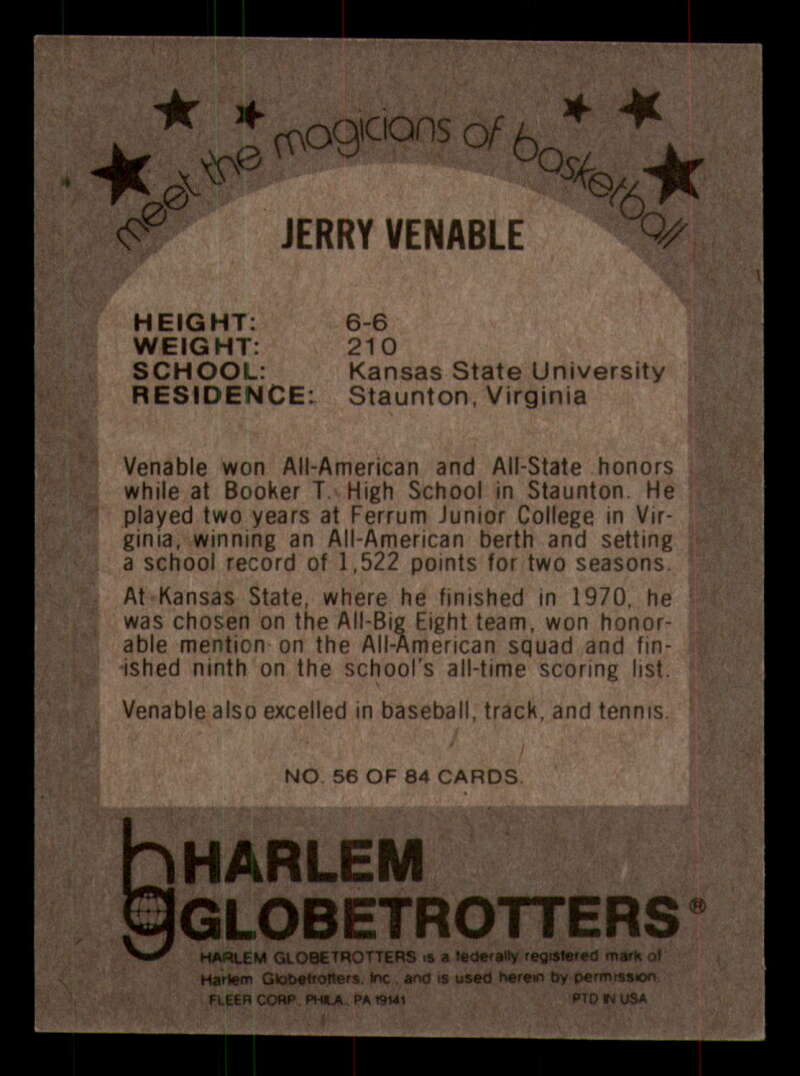 meet the magicians of basketball
JERRY VENABLE
HEIGHT: 6-6
WEIGHT: 210
SCHOOL: Kansas State University
RESIDENCE: Staunton, Virginia
Venable won All-American and All-State honors
while at Booker T. High School in Staunton. He
played two years at Ferrum Junior College in Vir-
ginia, winning an All-American berth and setting
a school record of 1,522 points for two seasons.
At Kansas State, where he finished in 1970, he
was chosen on the All-Big Eight team, won honor-
able mention on the All-American squad and fin-
ished ninth on the school's all-time scoring list.
Venable also excelled in baseball, track, and tennis.
NO. 56 OF 84 CARDS.
hg HARLEM
GLOBETROTTERS®
HARLEM GLOBETROTTERS is a federally registered mark of
Harlem Globetrotters, Inc., and is used herein by permission.
FLEER CORP., PHILA., PA 19141 PTD IN USA